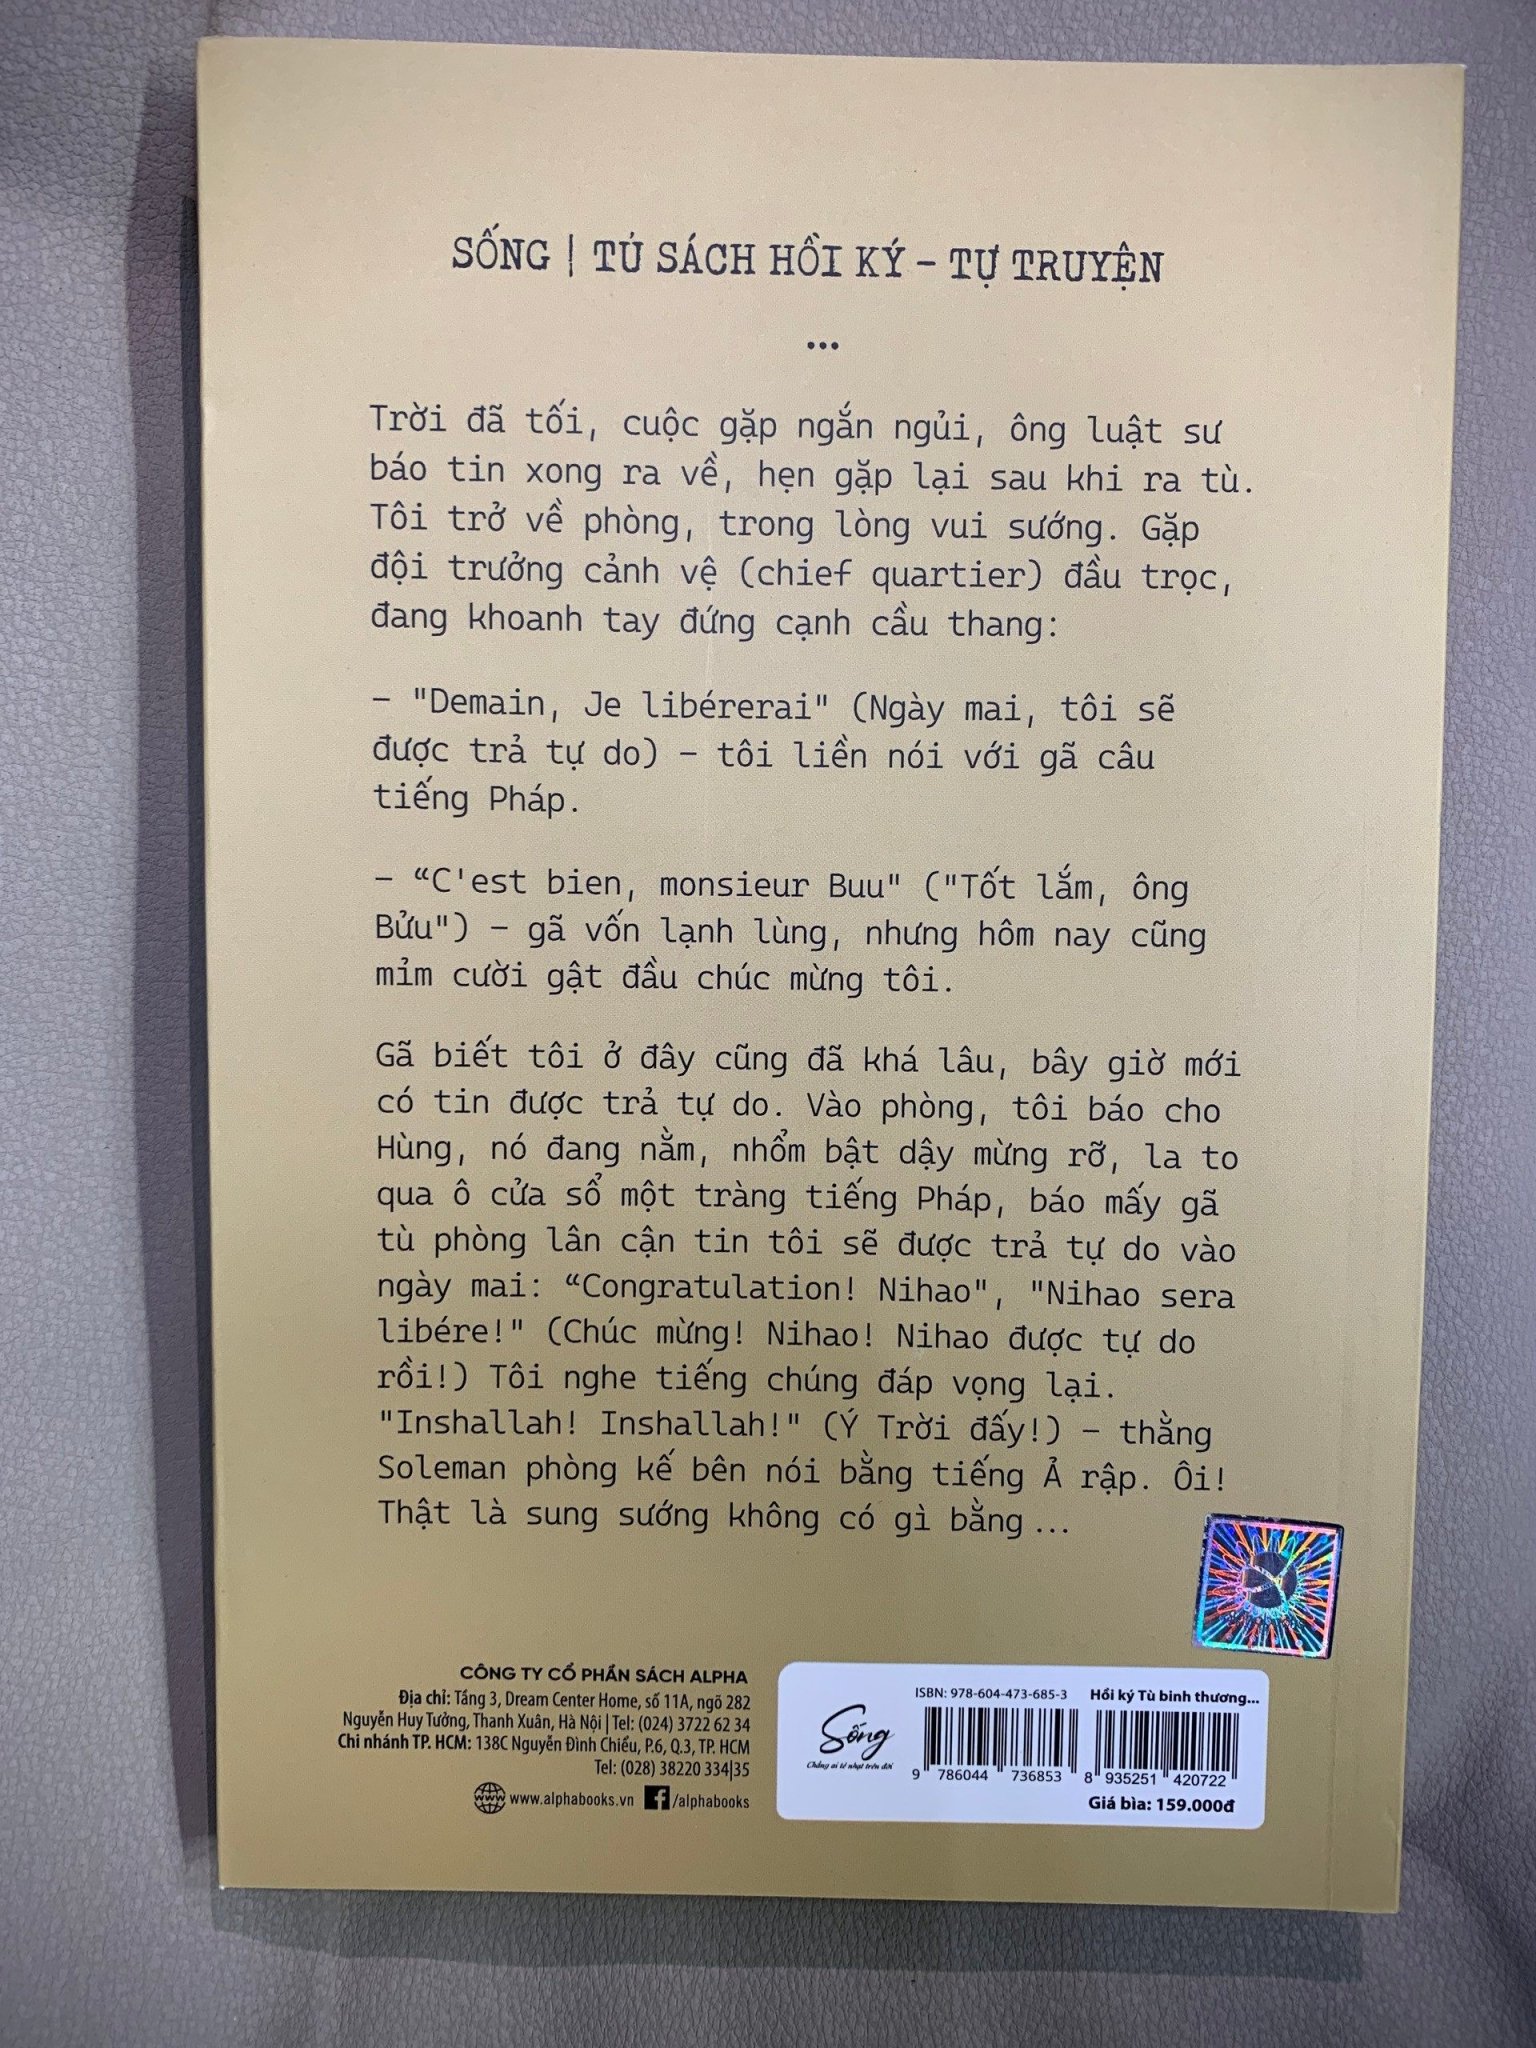 SỐNG | TỦ SÁCH HỒI KÝ – TỰ TRUYỆN
...
Trời đã tối, cuộc gặp ngắn ngủi, ông luật sư
báo tin xong ra về, hẹn gặp lại sau khi ra tù.
Tôi trở về phòng, trong lòng vui sướng. Gặp
đội trưởng cảnh vệ (chief quartier) đầu trọc,
đang khoanh tay đứng cạnh cầu thang:
– "Demain, Je libérerai" (Ngày mai, tôi sẽ
được trả tự do) – tôi liền nói với gã câu
tiếng Pháp.
– “C'est bien, monsieur Buu" ("Tốt lắm, ông
Bửu") – gã vốn lạnh lùng, nhưng hôm nay cũng
mỉm cười gật đầu chúc mừng tôi.
Gã biết tôi ở đây cũng đã khá lâu, bây giờ mới
có tin được trả tự do. Vào phòng, tôi báo cho
Hùng, nó đang nằm, nhổm bật dậy mừng rỡ, la to
qua ô cửa sổ một tràng tiếng Pháp, báo mấy gã
tù phòng lân cận tin tôi sẽ được trả tự do vào
ngày mai: “Congratulation! Nihao", "Nihao sera
libére!" (Chúc mừng! Nihao! Nihao được tự do
rồi!) Tôi nghe tiếng chúng đáp vọng lại.
"Inshallah! Inshallah!" (Ý Trời đấy!) – thằng
Soleman phòng kế bên nói bằng tiếng Ả rập. Ôi!
Thật là sung sướng không có gì bằng...
CÔNG TY CỔ PHẦN SÁCH ALPHA
Địa chỉ: Tầng 3, Dream Center Home, số 11A, ngõ 282
Nguyễn Huy Tưởng, Thanh Xuân, Hà Nội | Tel: (024) 3722 62 34
Chi nhánh TP. HCM: 138C Nguyễn Đình Chiểu, P.6, Q.3, TP. HCM
Tel: (028) 38220 334|35
www.alphabooks.vn /alphabooks
Sống
Chẳng ai tẻ nhạt trên đời
ISBN: 978-604-473-685-3
9 786044 736853
Hồi ký Tù binh thương...
8 935251 420722
Giá bìa: 159.000đ